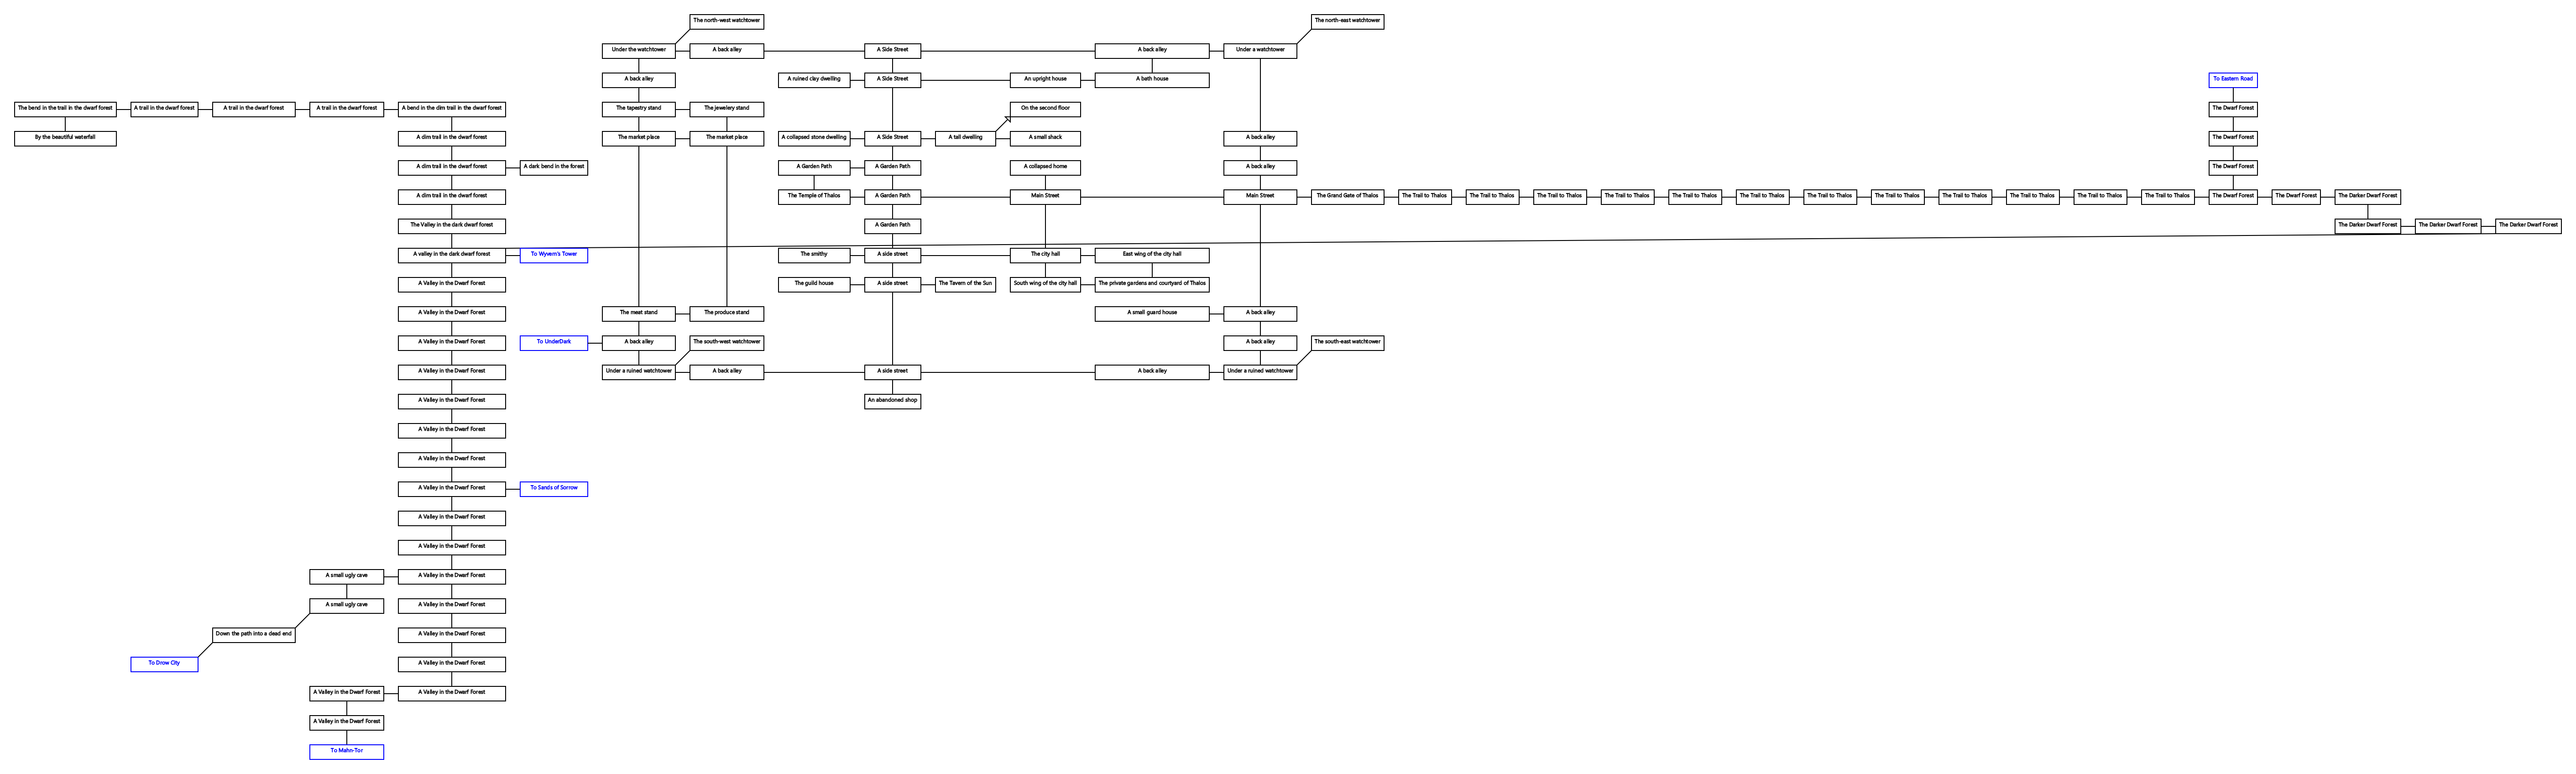 The north-west watchtower
The north-east watchtower
Under the watchtower
A back alley
A Side Street
A back alley
Under a watchtower
A back alley
A ruined clay dwelling
A Side Street
An upright house
A bath house
To Eastern Road
The bend in the trail in the dwarf forest
A trail in the dwarf forest
A trail in the dwarf forest
A trail in the dwarf forest
A bend in the dim trail in the dwarf forest
The tapestry stand
The jewelery stand
On the second floor
The Dwarf Forest
By the beautiful waterfall
A dim trail in the dwarf forest
The market place
The market place
A collapsed stone dwelling
A Side Street
A tall dwelling
A small shack
A back alley
The Dwarf Forest
A dim trail in the dwarf forest
A dark bend in the forest
A Garden Path
A Garden Path
A collapsed home
A back alley
The Dwarf Forest
A dim trail in the dwarf forest
The Temple of Thalos
A Garden Path
Main Street
Main Street
The Grand Gate of Thalos
The Trail to Thalos
The Trail to Thalos
The Trail to Thalos
The Trail to Thalos
The Trail to Thalos
The Trail to Thalos
The Trail to Thalos
The Trail to Thalos
The Trail to Thalos
The Trail to Thalos
The Trail to Thalos
The Trail to Thalos
The Dwarf Forest
The Dwarf Forest
The Darker Dwarf Forest
The Valley in the dark dwarf forest
A Garden Path
The Darker Dwarf Forest
The Darker Dwarf Forest
The Darker Dwarf Forest
A valley in the dark dwarf forest
To Wyvern's Tower
The smithy
A side street
The city hall
East wing of the city hall
A Valley in the Dwarf Forest
The guild house
A side street
The Tavern of the Sun
South wing of the city hall
The private gardens and courtyard of Thalos
A Valley in the Dwarf Forest
The meat stand
The produce stand
A small guard house
A back alley
A Valley in the Dwarf Forest
To UnderDark
A back alley
The south-west watchtower
A back alley
The south-east watchtower
A Valley in the Dwarf Forest
Under a ruined watchtower
A back alley
A side street
A back alley
Under a ruined watchtower
A Valley in the Dwarf Forest
An abandoned shop
A Valley in the Dwarf Forest
A Valley in the Dwarf Forest
A Valley in the Dwarf Forest
To Sands of Sorrow
A Valley in the Dwarf Forest
A Valley in the Dwarf Forest
A small ugly cave
A Valley in the Dwarf Forest
A small ugly cave
A Valley in the Dwarf Forest
Down the path into a dead end
A Valley in the Dwarf Forest
To Drow City
A Valley in the Dwarf Forest
A Valley in the Dwarf Forest
A Valley in the Dwarf Forest
A Valley in the Dwarf Forest
To Mahn-Tor